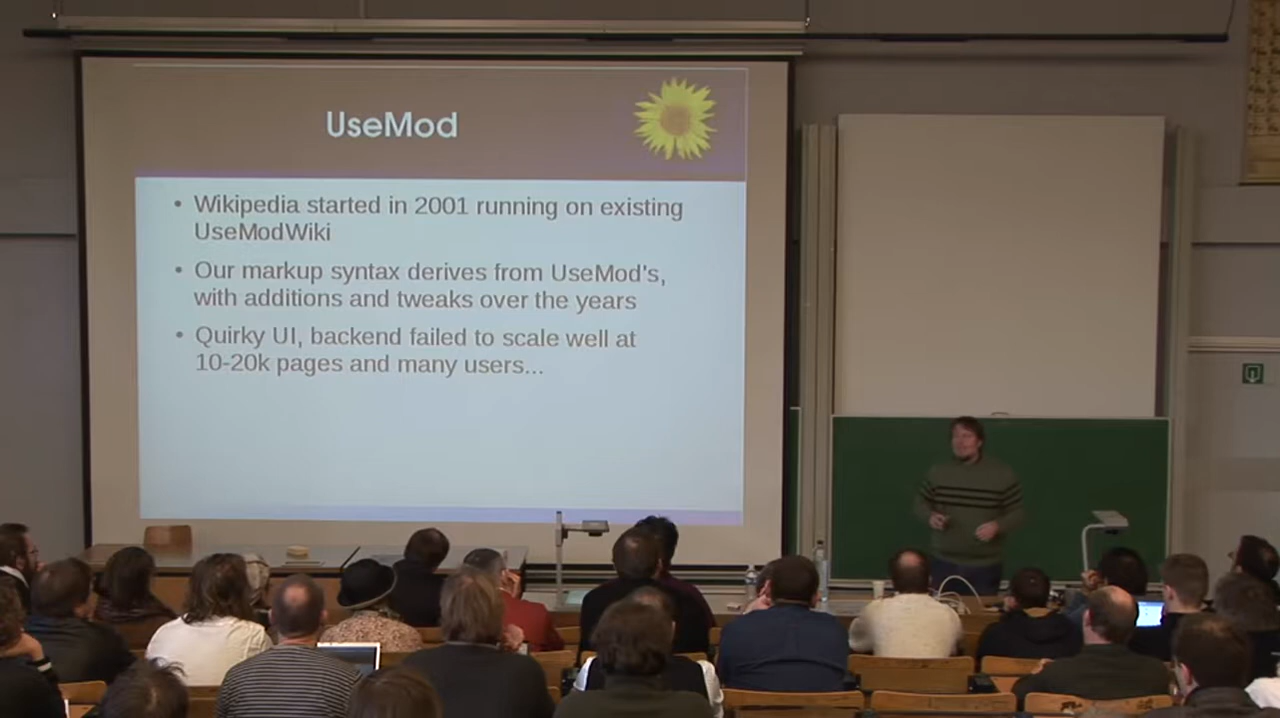 UseMod
• Wikipedia started in 2001 running on existing
UseModWiki
• Our markup syntax derives from UseMod's,
with additions and tweaks over the years
• Quirky UI, backend failed to scale well at
10-20k pages and many users...